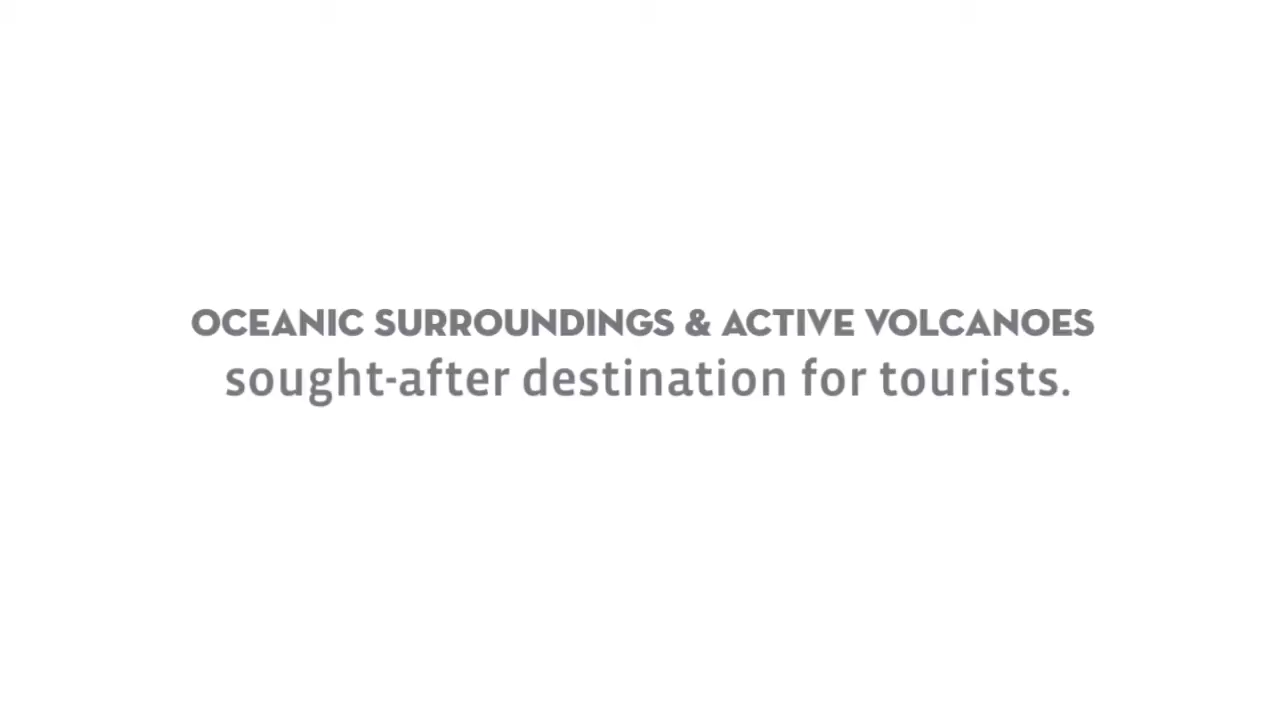 OCEANIC SURROUNDINGS & ACTIVE VOLCANOES
sought-after destination for tourists.